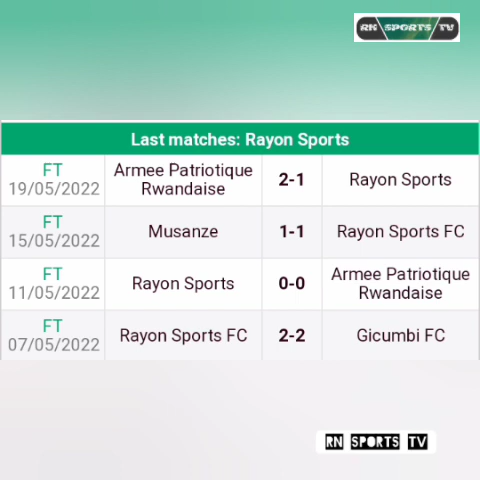 RN SPORTS TV
Last matches: Rayon Sports
FT
19/05/2022
Armee Patriotique
Rwandaise
2-1
Rayon Sports
FT
15/05/2022
Musanze
1-1
Rayon Sports FC
FT
11/05/2022
Rayon Sports
0-0
Armee Patriotique
Rwandaise
FT
07/05/2022
Rayon Sports FC
2-2
Gicumbi FC
RN SPORTS TV